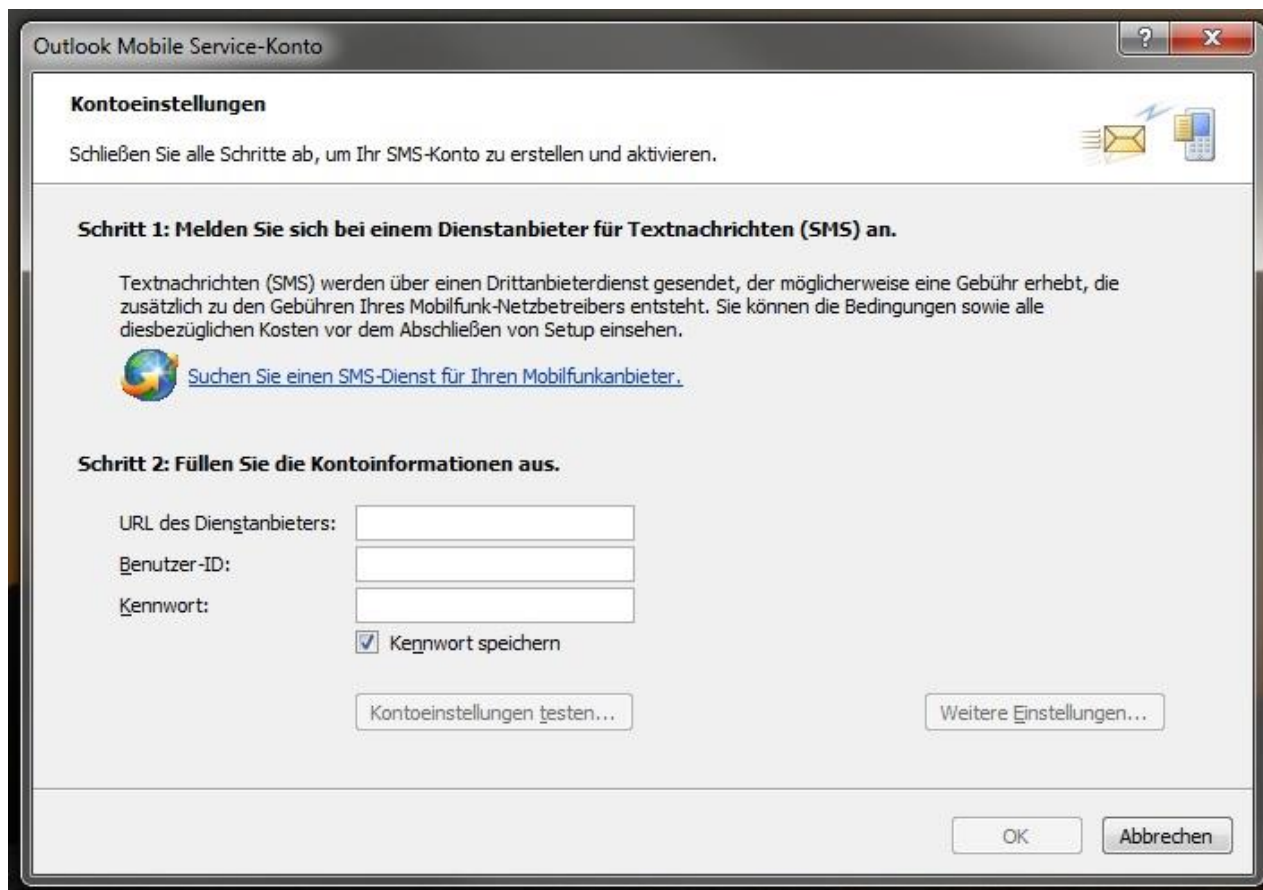 Outlook Mobile Service-Konto
Kontoeinstellungen
Schließen Sie alle Schritte ab, um Ihr SMS-Konto zu erstellen und aktivieren.
Schritt 1: Melden Sie sich bei einem Dienstanbieter für Textnachrichten (SMS) an.
Textnachrichten (SMS) werden über einen Drittanbieterdienst gesendet, der möglicherweise eine Gebühr erhebt, die
zusätzlich zu den Gebühren Ihres Mobilfunk-Netzbetreibers entsteht. Sie können die Bedingungen sowie alle
diesbezüglichen Kosten vor dem Abschließen von Setup einsehen.
Suchen Sie einen SMS-Dienst für Ihren Mobilfunkanbieter.
Schritt 2: Füllen Sie die Kontoinformationen aus.
URL des Dienstanbieters:
Benutzer-ID:
Kennwort:
Kennwort speichern
Kontoeinstellungen testen... Weitere Einstellungen...
OK Abbrechen